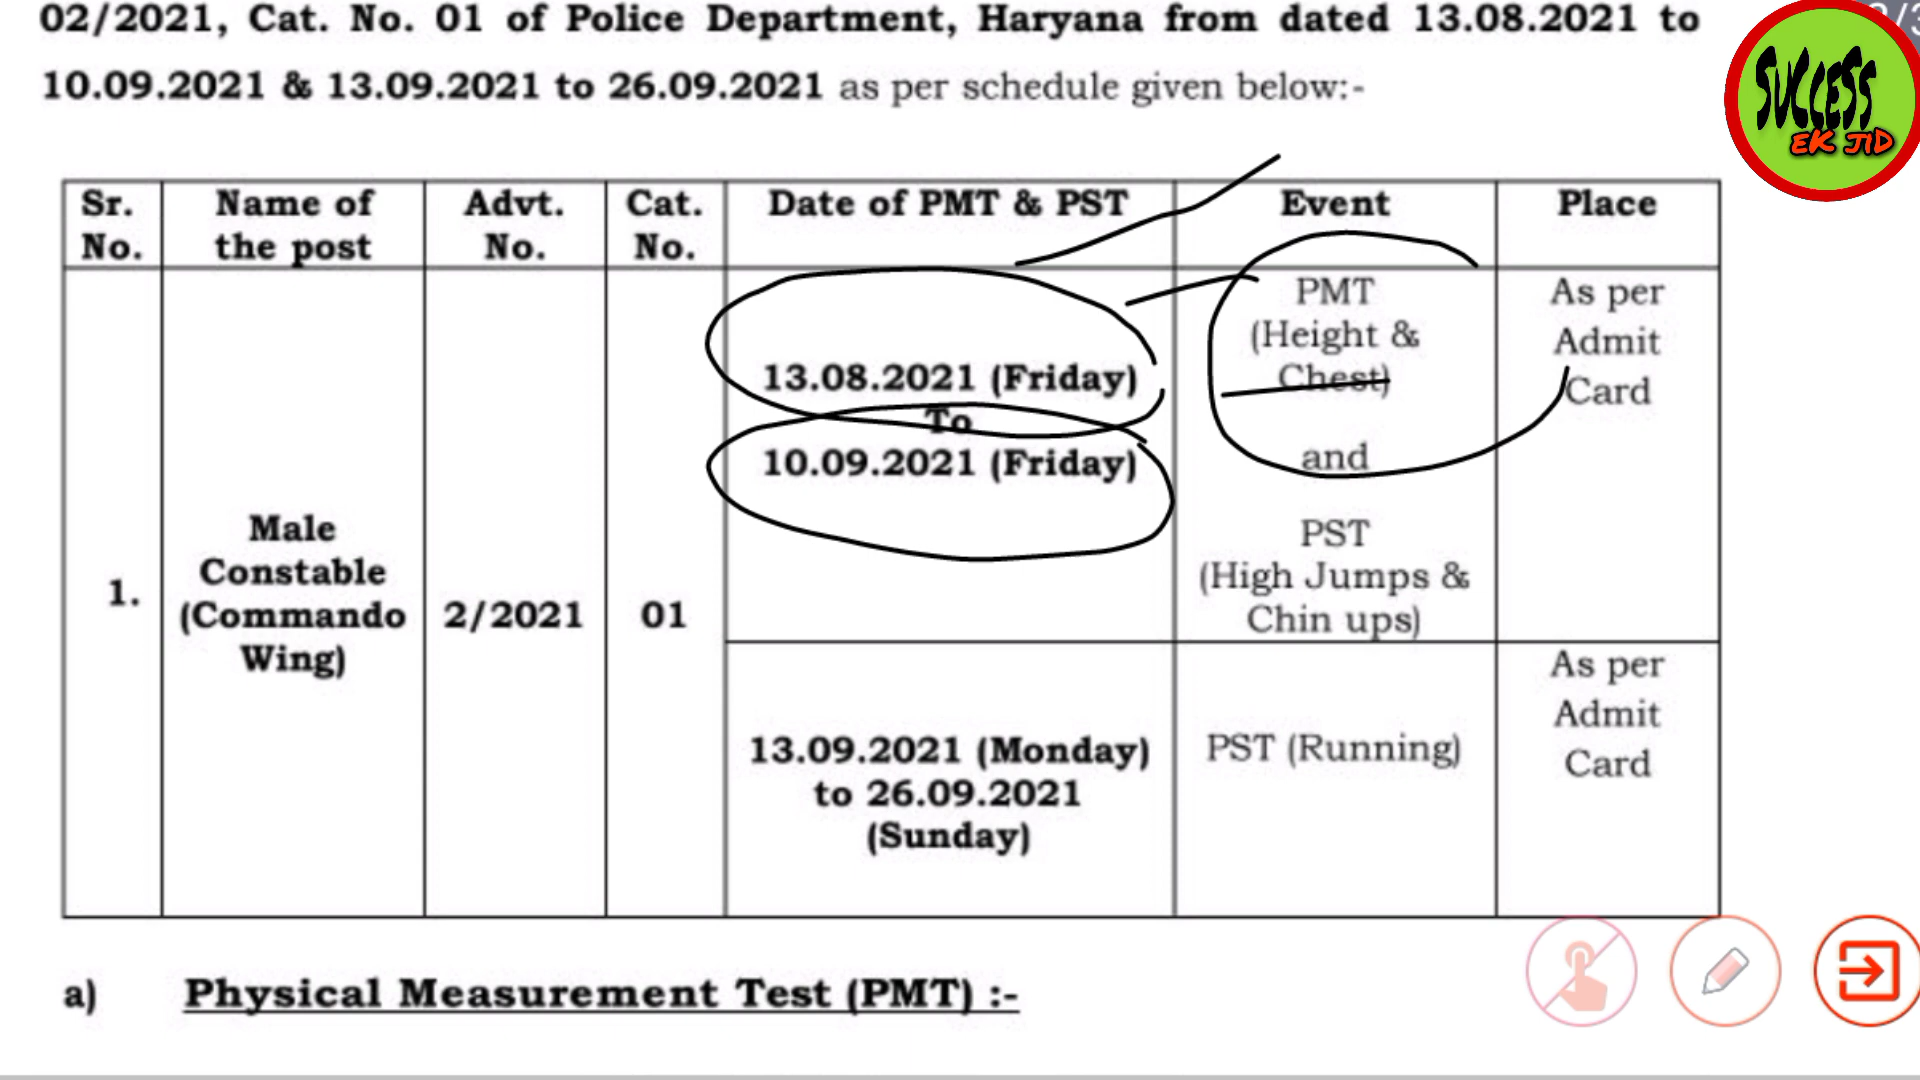 02/2021, Cat. No. 01 of Police Department, Haryana from dated 13.08.2021 to
10.09.2021 & 13.09.2021 to 26.09.2021 as per schedule given below:-
SUCCESS
EK JID
Sr. No. Name of the post Advt. No. Cat. No. Date of PMT & PST Event Place
1. Male Constable (Commando Wing) 2/2021 01
13.08.2021 (Friday)
To
10.09.2021 (Friday)
PMT
(Height &
Chest)
and
PST
(High Jumps &
Chin ups)
As per
Admit
Card
13.09.2021 (Monday)
to 26.09.2021
(Sunday)
PST (Running)
As per
Admit
Card
a) Physical Measurement Test (PMT) :-